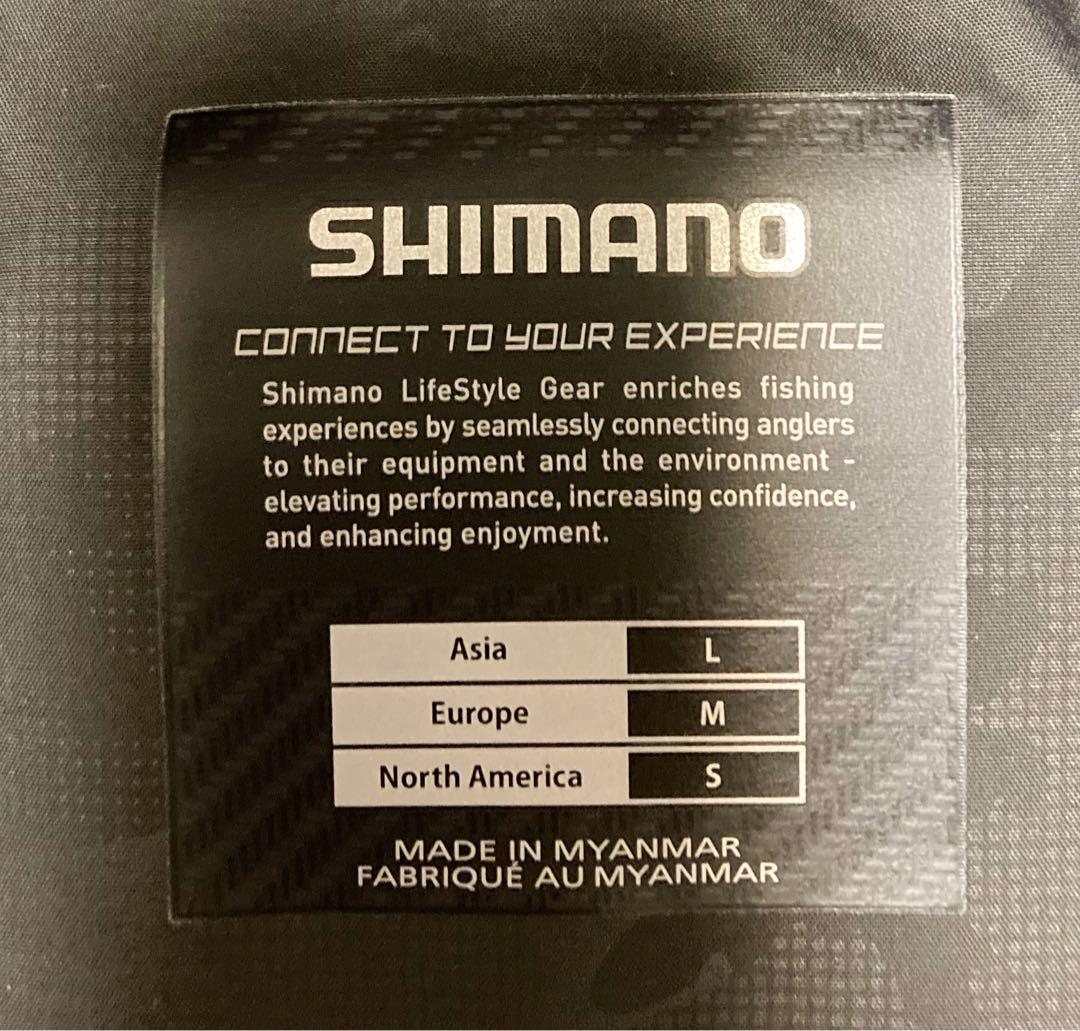 SHIMANO
CONNECT TO YOUR EXPERIENCE
Shimano LifeStyle Gear enriches fishing
experiences by seamlessly connecting anglers
to their equipment and the environment -
elevating performance, increasing confidence,
and enhancing enjoyment.
Asia L
Europe M
North America S
MADE IN MYANMAR
FABRIQUÉ AU MYANMAR